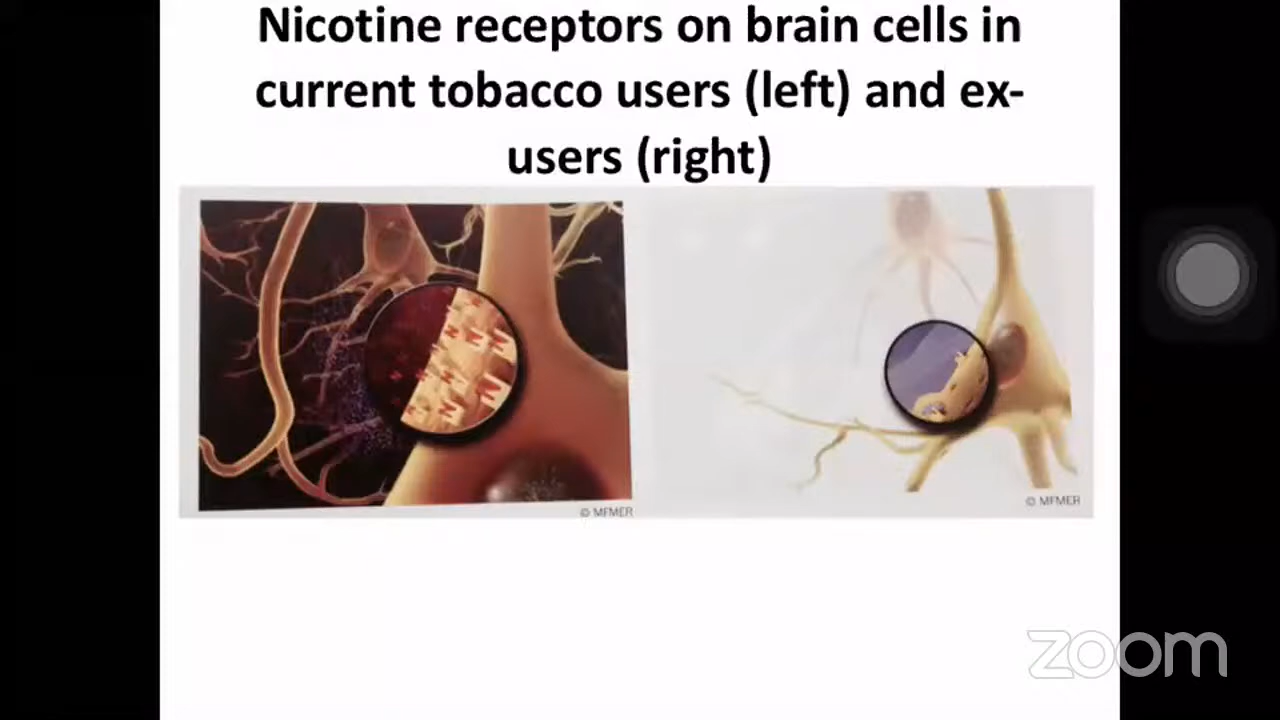 Nicotine receptors on brain cells in
current tobacco users (left) and ex-
users (right)
© MFMER
© MFMER
zoom